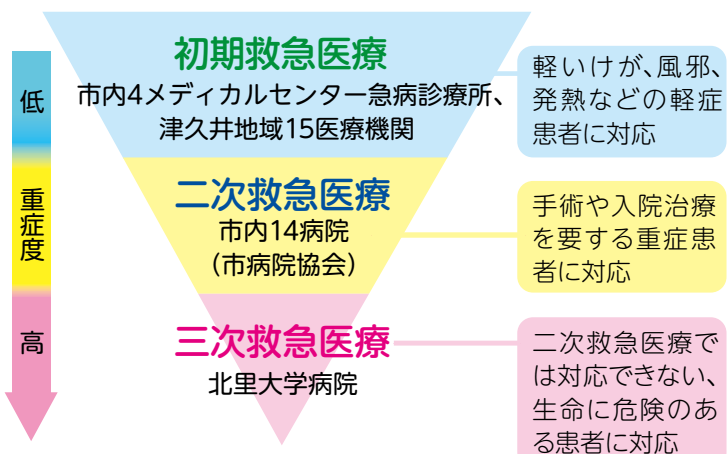 低
重症度
高
初期救急医療
市内4メディカルセンター急病診療所、
津久井地域15医療機関
軽いけが、風邪、
発熱などの軽症
患者に対応
二次救急医療
市内14病院
（市病院協会）
手術や入院治療
を要する重症患
者に対応
三次救急医療
北里大学病院
二次救急医療で
は対応できない、
生命に危険のあ
る患者に対応